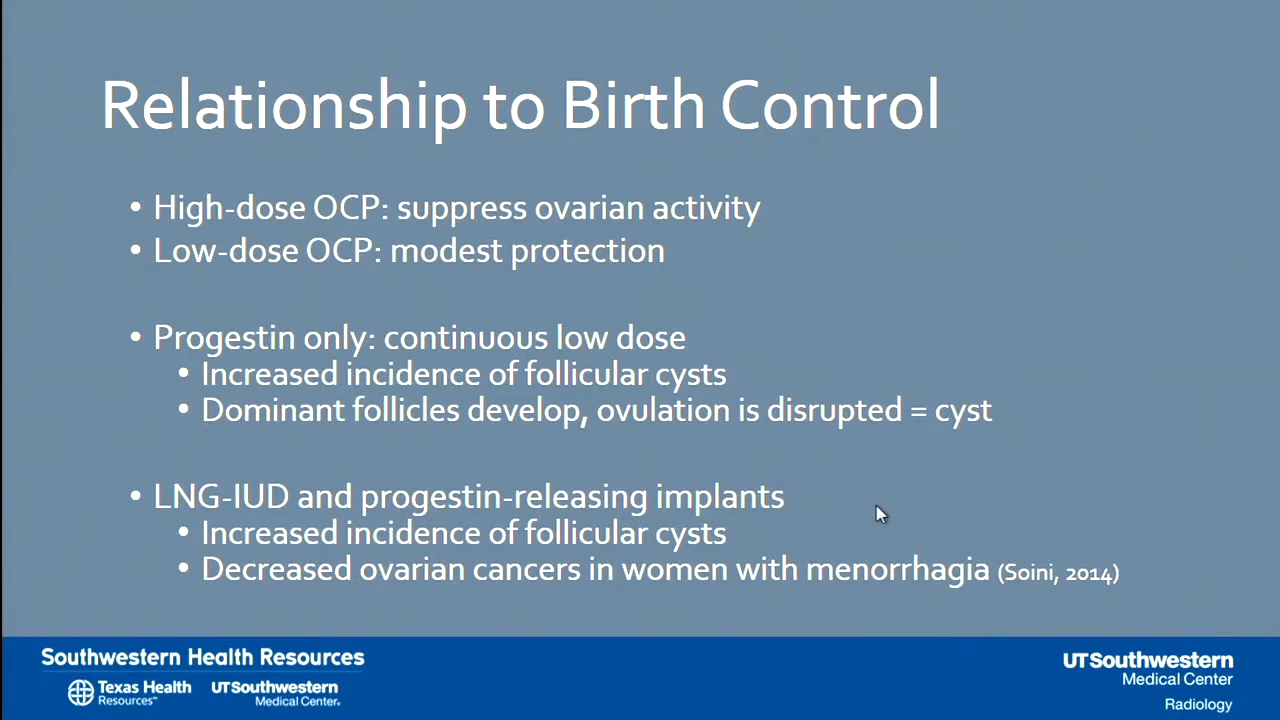 Relationship to Birth Control
• High-dose OCP: suppress ovarian activity
• Low-dose OCP: modest protection
• Progestin only: continuous low dose
• Increased incidence of follicular cysts
• Dominant follicles develop, ovulation is disrupted = cyst
• LNG-IUD and progestin-releasing implants
• Increased incidence of follicular cysts
• Decreased ovarian cancers in women with menorrhagia (Soini, 2014)
Southwestern Health Resources
Texas Health Resources™
UTSouthwestern Medical Center.
UTSouthwestern
Medical Center
Radiology